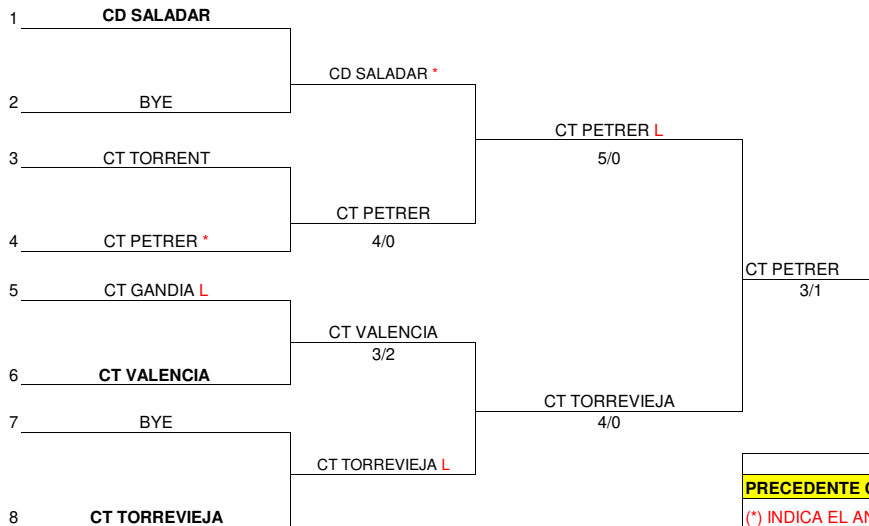 1 CD SALADAR
CD SALADAR *
2 BYE
CT PETRER L
3 CT TORRENT
5/0
CT PETRER
4 CT PETRER *
4/0
CT PETRER
5 CT GANDIA L
3/1
CT VALENCIA
3/2
6 CT VALENCIA
CT TORREVIEJA
7 BYE
4/0
CT TORREVIEJA L
PRECEDENTE
8 CT TORREVIEJA
(*) INDICA EL